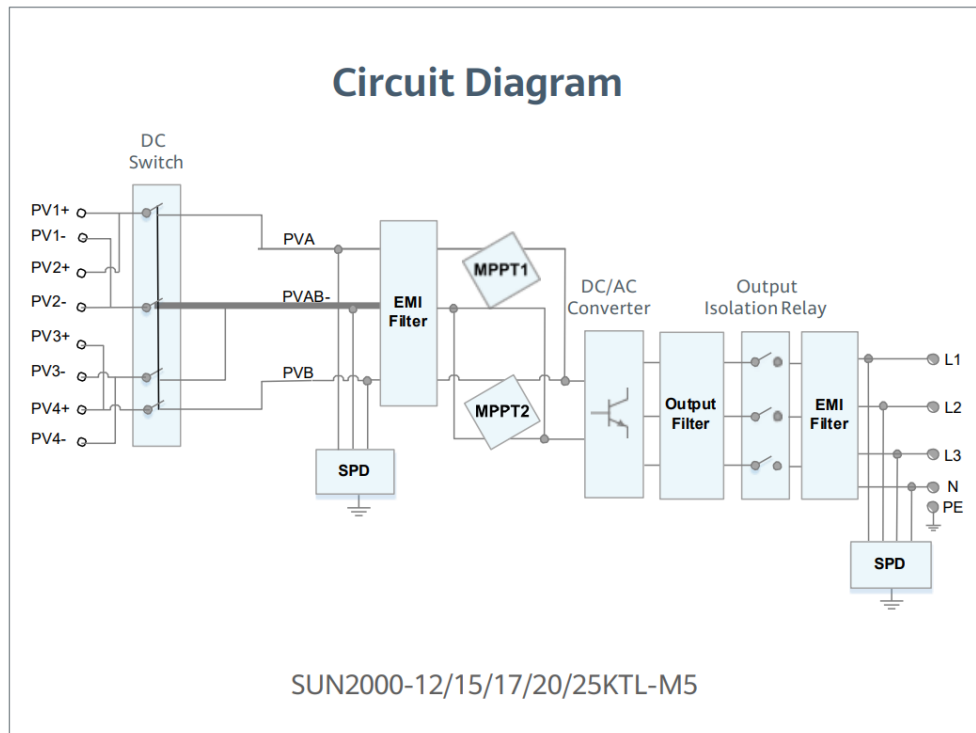 Circuit Diagram
DC
Switch
PV1+
PV1-
PV2+
PV2-
PV3+
PV3-
PV4+
PV4-
PVA
PVAB-
PVB
SPD
EMI
Filter
MPPT1
MPPT2
DC/AC
Converter
Output
Filter
Output
Isolation Relay
EMI
Filter
L1
L2
L3
N
PE
SPD
SUN2000-12/15/17/20/25KTL-M5